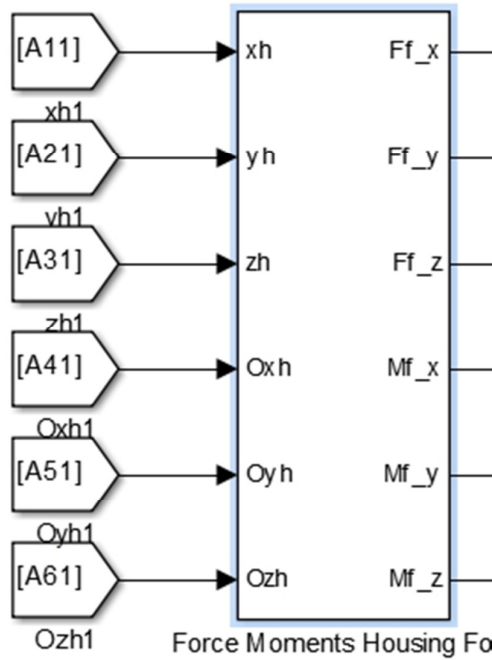 [A11] xh Ff_x
xh1
[A21] yh Ff_y
yh1
[A31] zh Ff_z
zh1
[A41] Oxh Mf_x
Oxh1
[A51] Oyh Mf_y
Oyh1
[A61] Ozh Mf_z
Ozh1 Force Moments Housing Fo